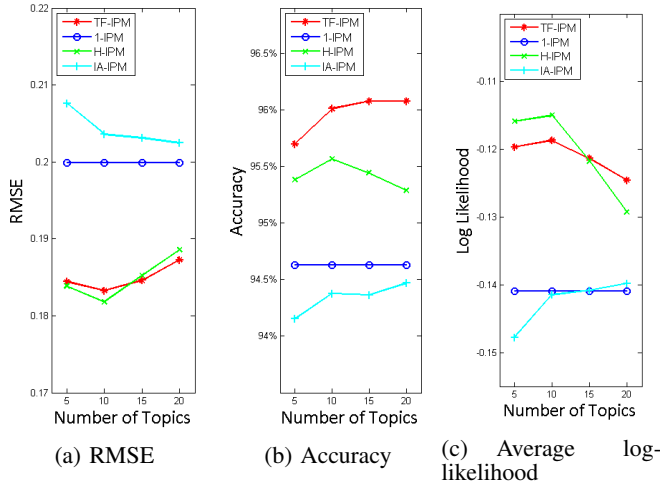 TF-IPM
1-IPM
H-IPM
IA-IPM
0.22
0.21
0.2
0.19
0.18
0.17
RMSE
5 10 15 20
Number of Topics
(a) RMSE
TF-IPM
1-IPM
H-IPM
IA-IPM
96.5%
96%
95.5%
95%
94.5%
94%
Accuracy
5 10 15 20
Number of Topics
(b) Accuracy
TF-IPM
1-IPM
H-IPM
IA-IPM
-0.11
-0.12
-0.13
-0.14
-0.15
Log Likelihood
5 10 15 20
Number of Topics
(c) Average log-
likelihood